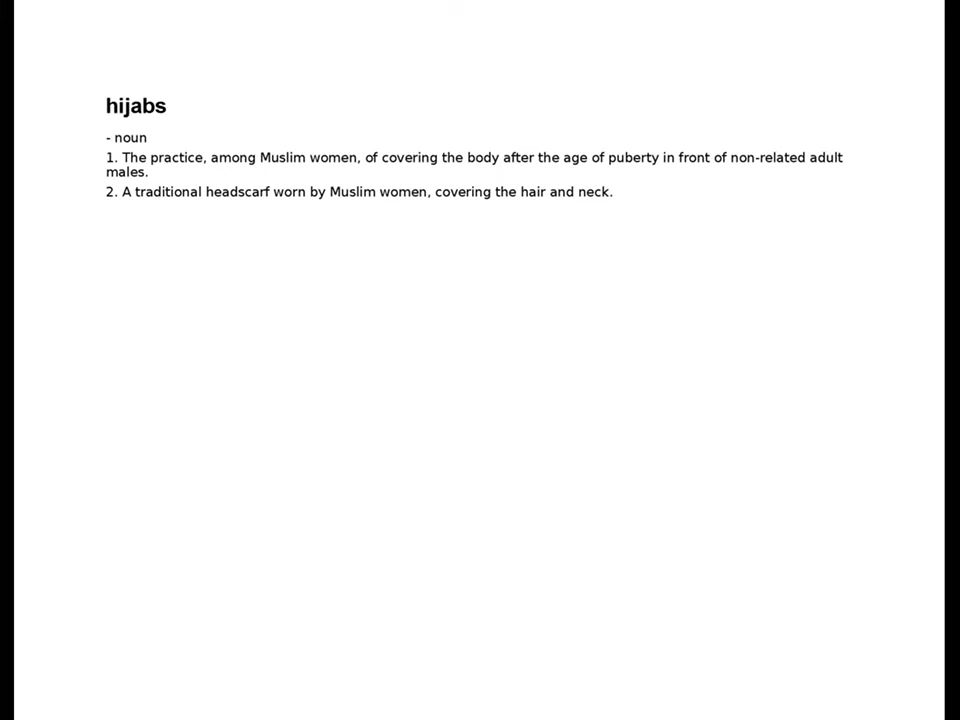 hijabs
- noun
1. The practice, among Muslim women, of covering the body after the age of puberty in front of non-related adult
males.
2. A traditional headscarf worn by Muslim women, covering the hair and neck.